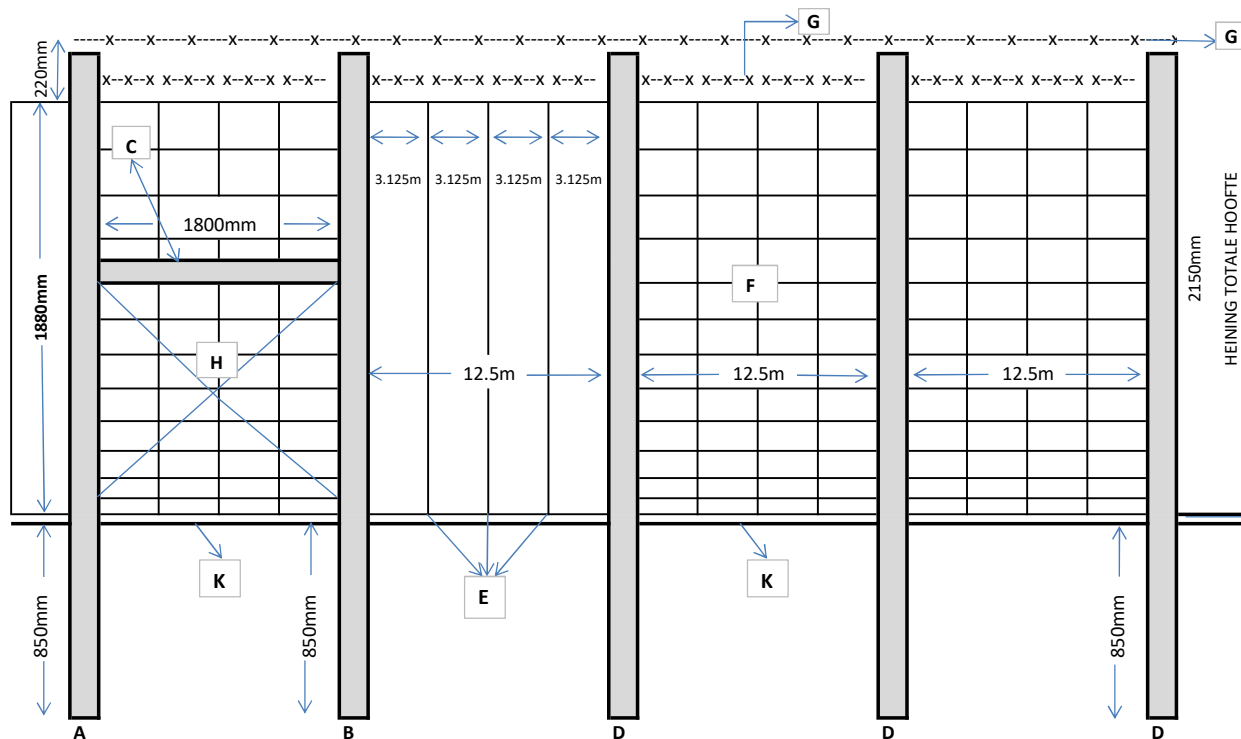 G
-----X-----X-----X------X-----X-----X-----X-----X-----X-----X-----X-----X-----X-----X
G
220mm
X--X--X X--X X--X--X X--X--
X--X--X X--X X--X--X X--X--
X--X--X X--X X--X--X X--X--
X--X--X X--X X--X--X X--X--
C
3.125m 3.125m 3.125m 3.125m
1800mm
1880mm
F
2150mm
HEINING TOTALE HOOFTE
H
12.5m
12.5m
12.5m
K
E
K
850mm
850mm
850mm
A
B
D
D
D